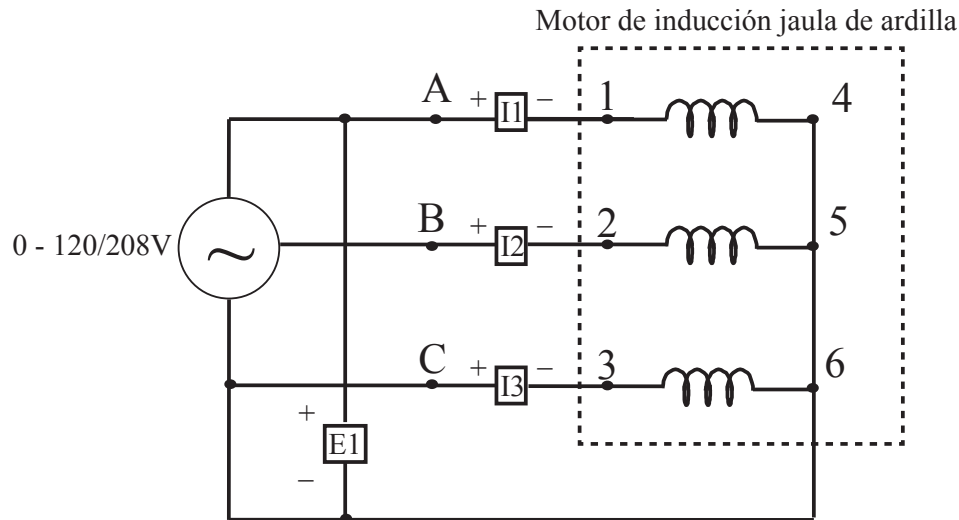 Motor de inducción jaula de ardilla
A + I1 − 1 4
0 - 120/208V
∼
B + I2 − 2 5
C + I3 − 3 6
+
E1
−